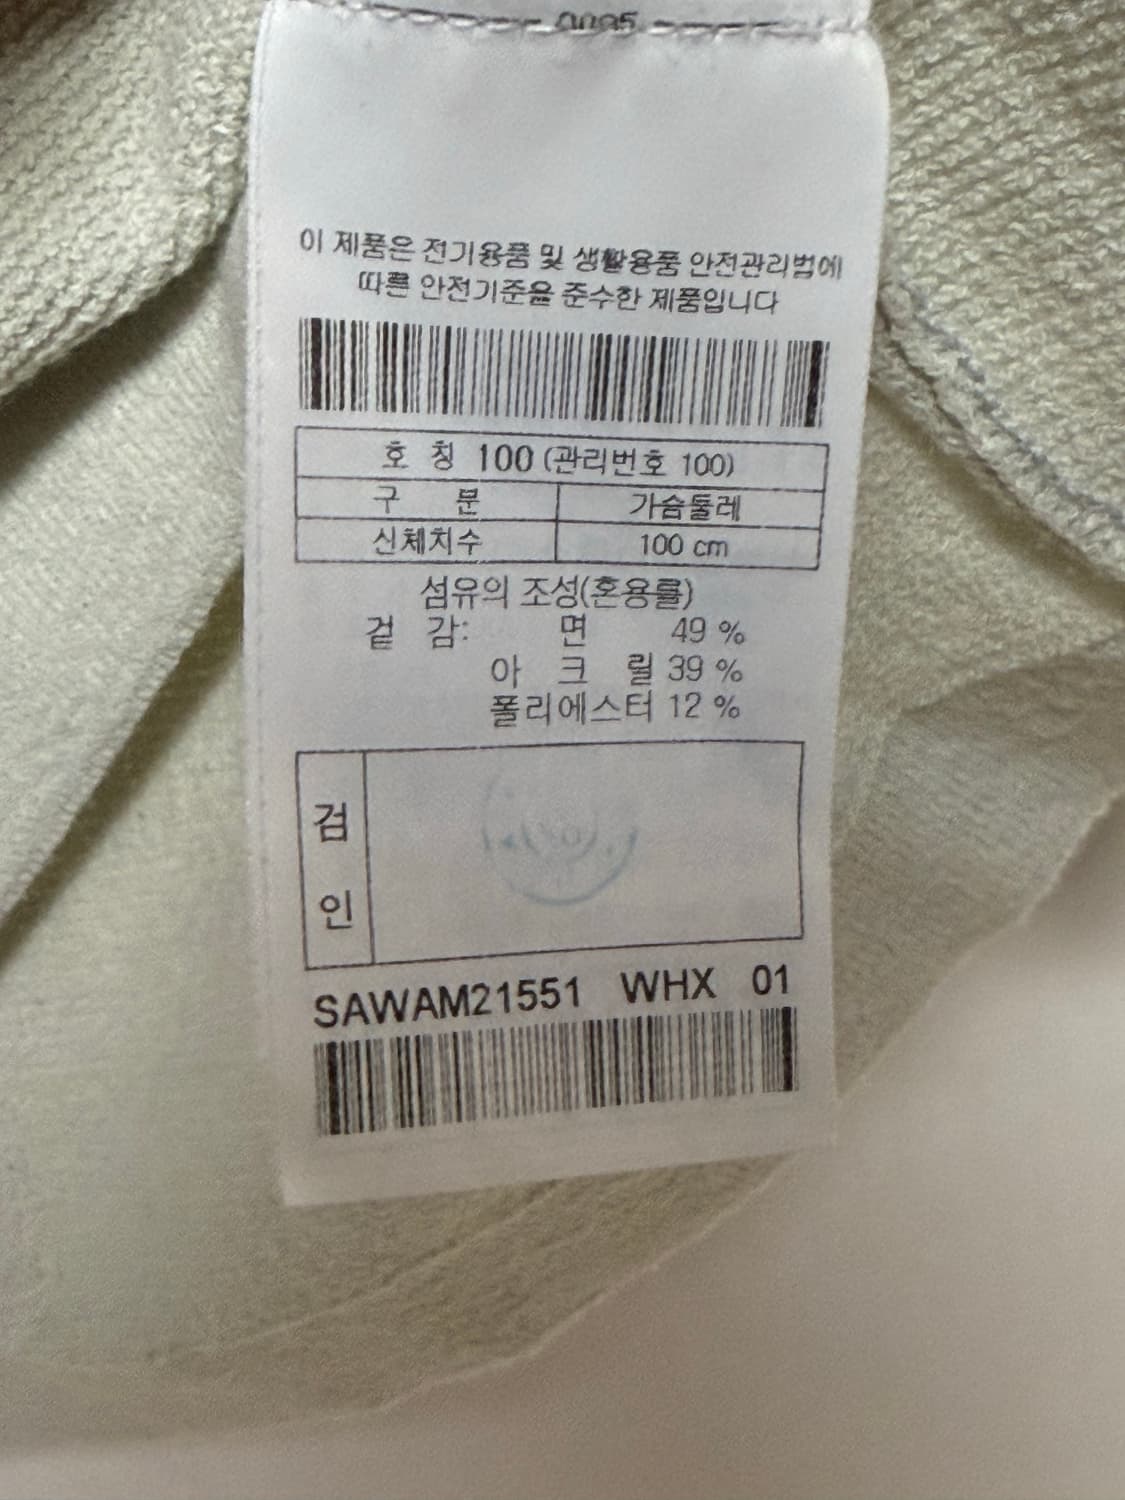 이 제품은 전기용품 및 생활용품 안전관리법에
따른 안전기준을 준수한 제품입니다
호 칭 100 (관리번호 100)
구 분 가슴둘레
신체치수 100 cm
섬유의 조성(혼용률)
겉 감: 면 49 %
아 크 릴 39 %
폴리에스터 12 %
검
인
SAWAM21551 WHX 01